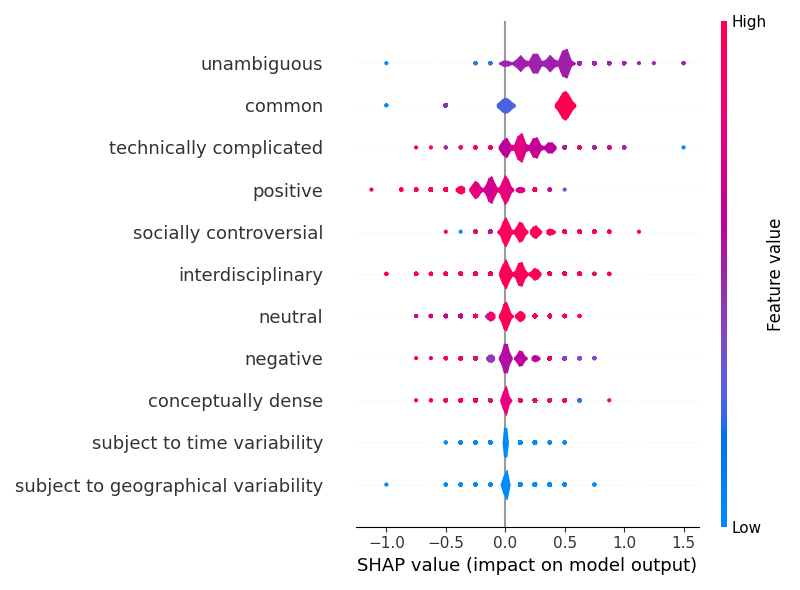 High
unambiguous
common
technically complicated
positive
socially controversial
interdisciplinary
neutral
negative
conceptually dense
subject to time variability
subject to geographical variability
Low
Feature value
−1.0 −0.5 0.0 0.5 1.0 1.5
SHAP value (impact on model output)